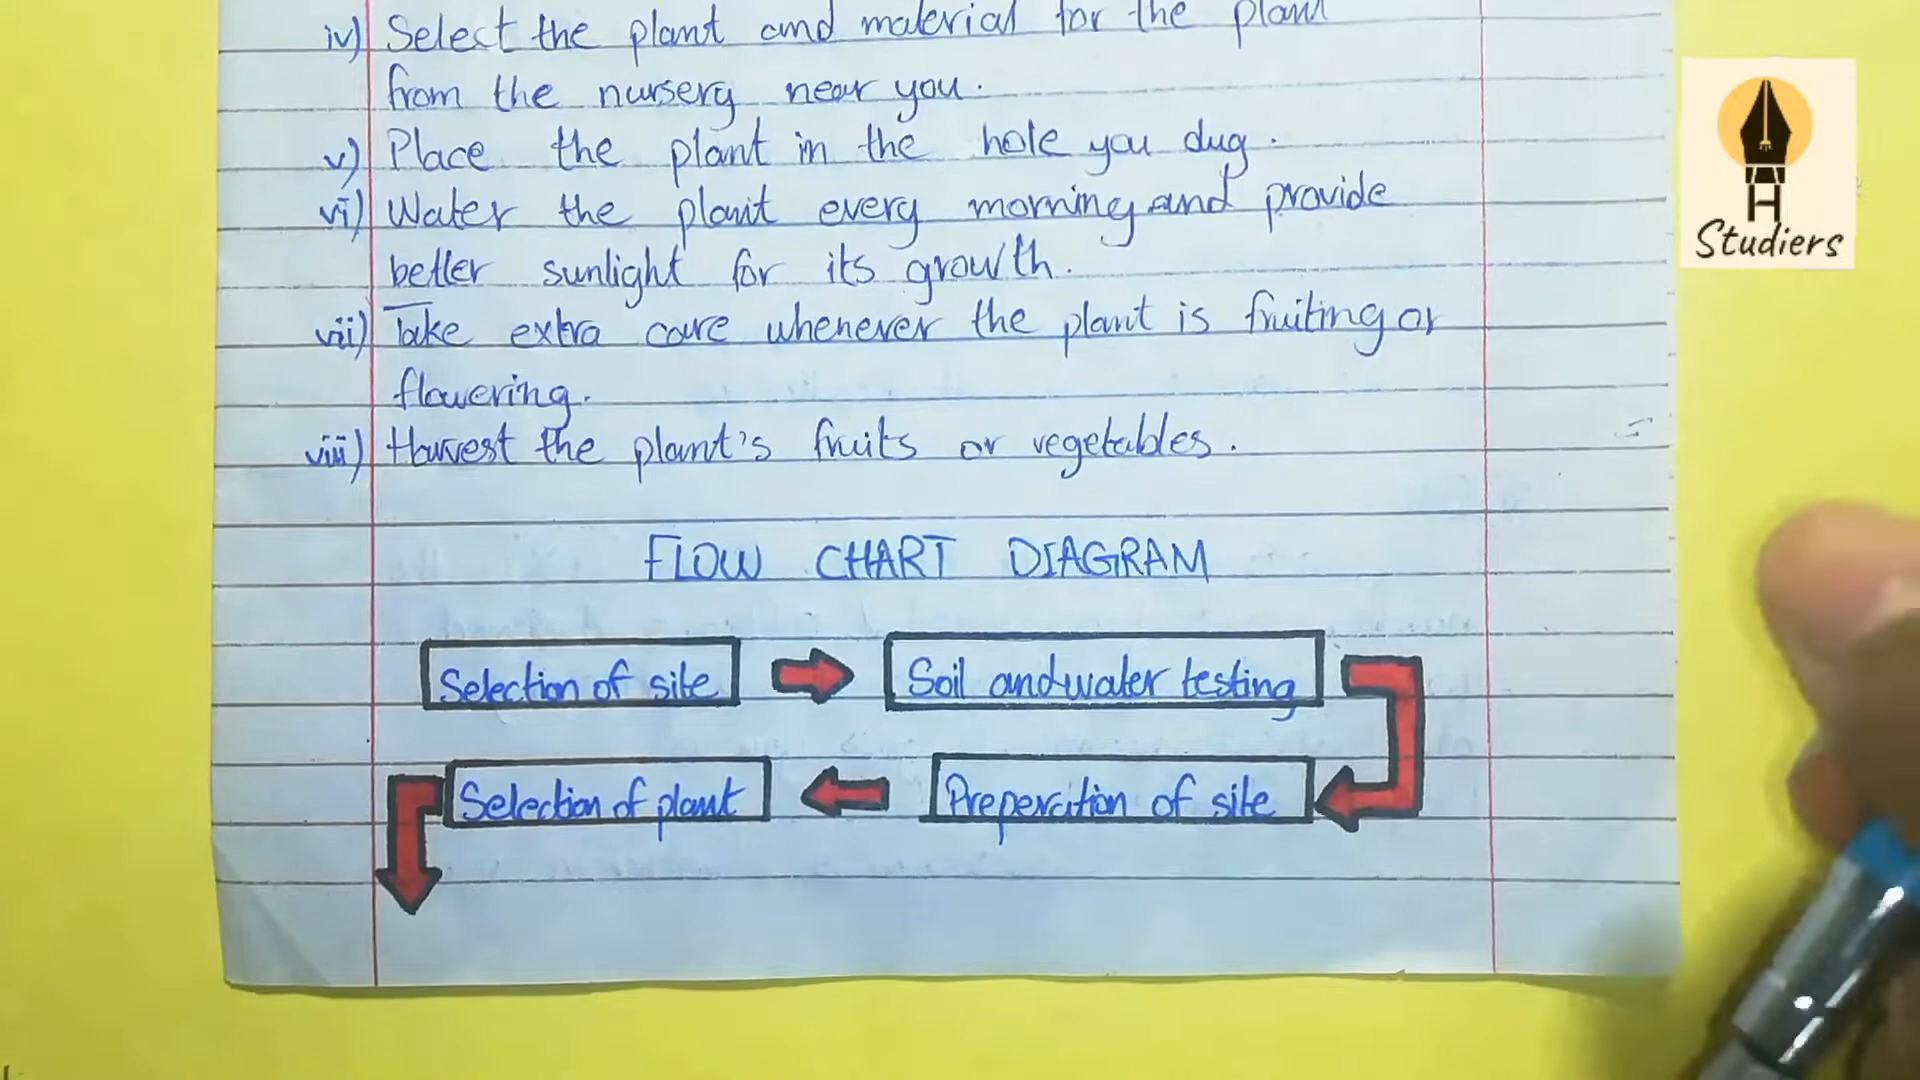 iv) Select the plant and material for the plant
from the nursery near you.
v) Place the plant in the hole you dug.
vi) Water the plant every morning and provide
better sunlight for its growth.
vii) Take extra care whenever the plant is fruiting or
flowering.
viii) Harvest the plant's fruits or vegetables.
FLOW CHART DIAGRAM
Selection of site
Soil and water testing
Preperation of site
Selection of plant
Studiers